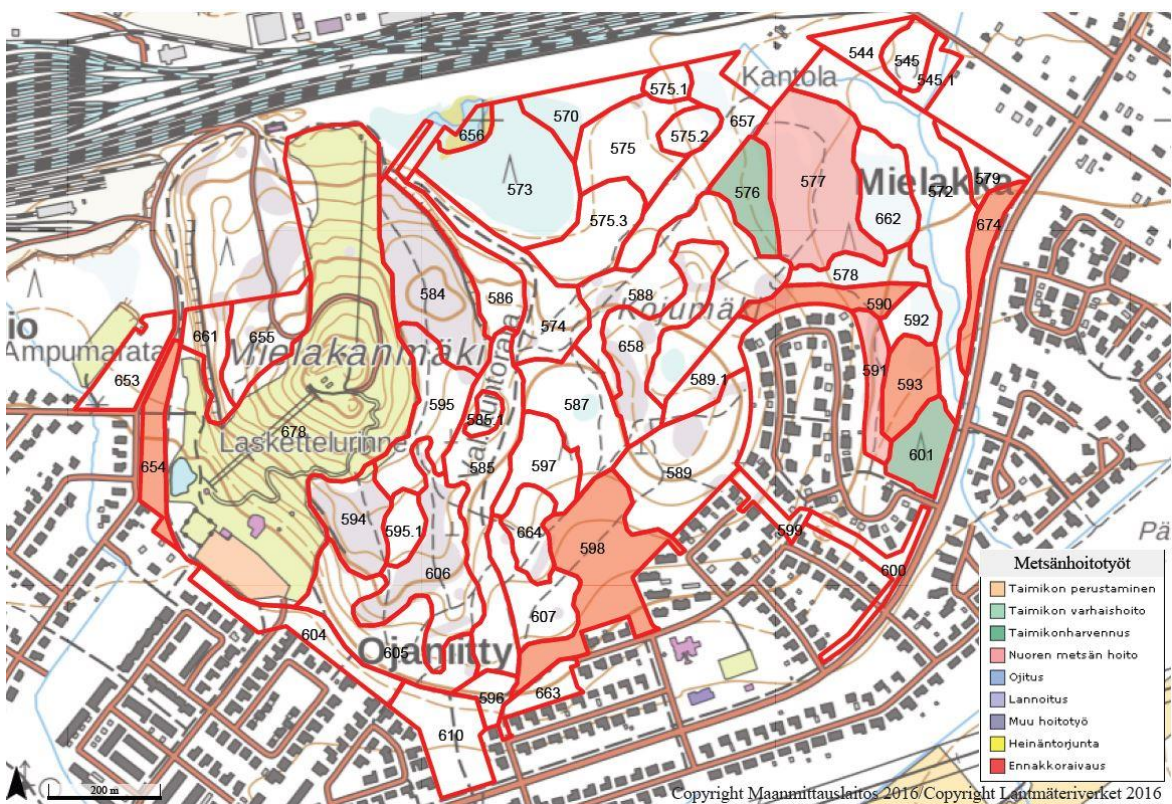 544
545
545.1
Kantola
575.1
570
656
657
575
575.2
573
576
577
Mielakka
579
572
662
674
575.3
584
586
588
578
590
Kojumäki
574
592
661
655
Mielakanmäki
io
Ampumarata
658
591
593
653
595
589.1
587
585.1
678
Laskettelurinne
585
601
597
589
654
594
595.1
664
598
599
600
606
607
604
605
Ojamitty
596
663
610
Pä
Metsänhoitotyöt
Taimikon perustaminen
Taimikon varhaishoito
Taimikonharvennus
Nuoren metsän hoito
Ojitus
Lannoitus
Muu hoitotyö
Heinäntorjunta
Ennakkoraivaus
200 m
Copyright Maanmittauslaitos 2016 Copyright Lantmäteriverket 2016